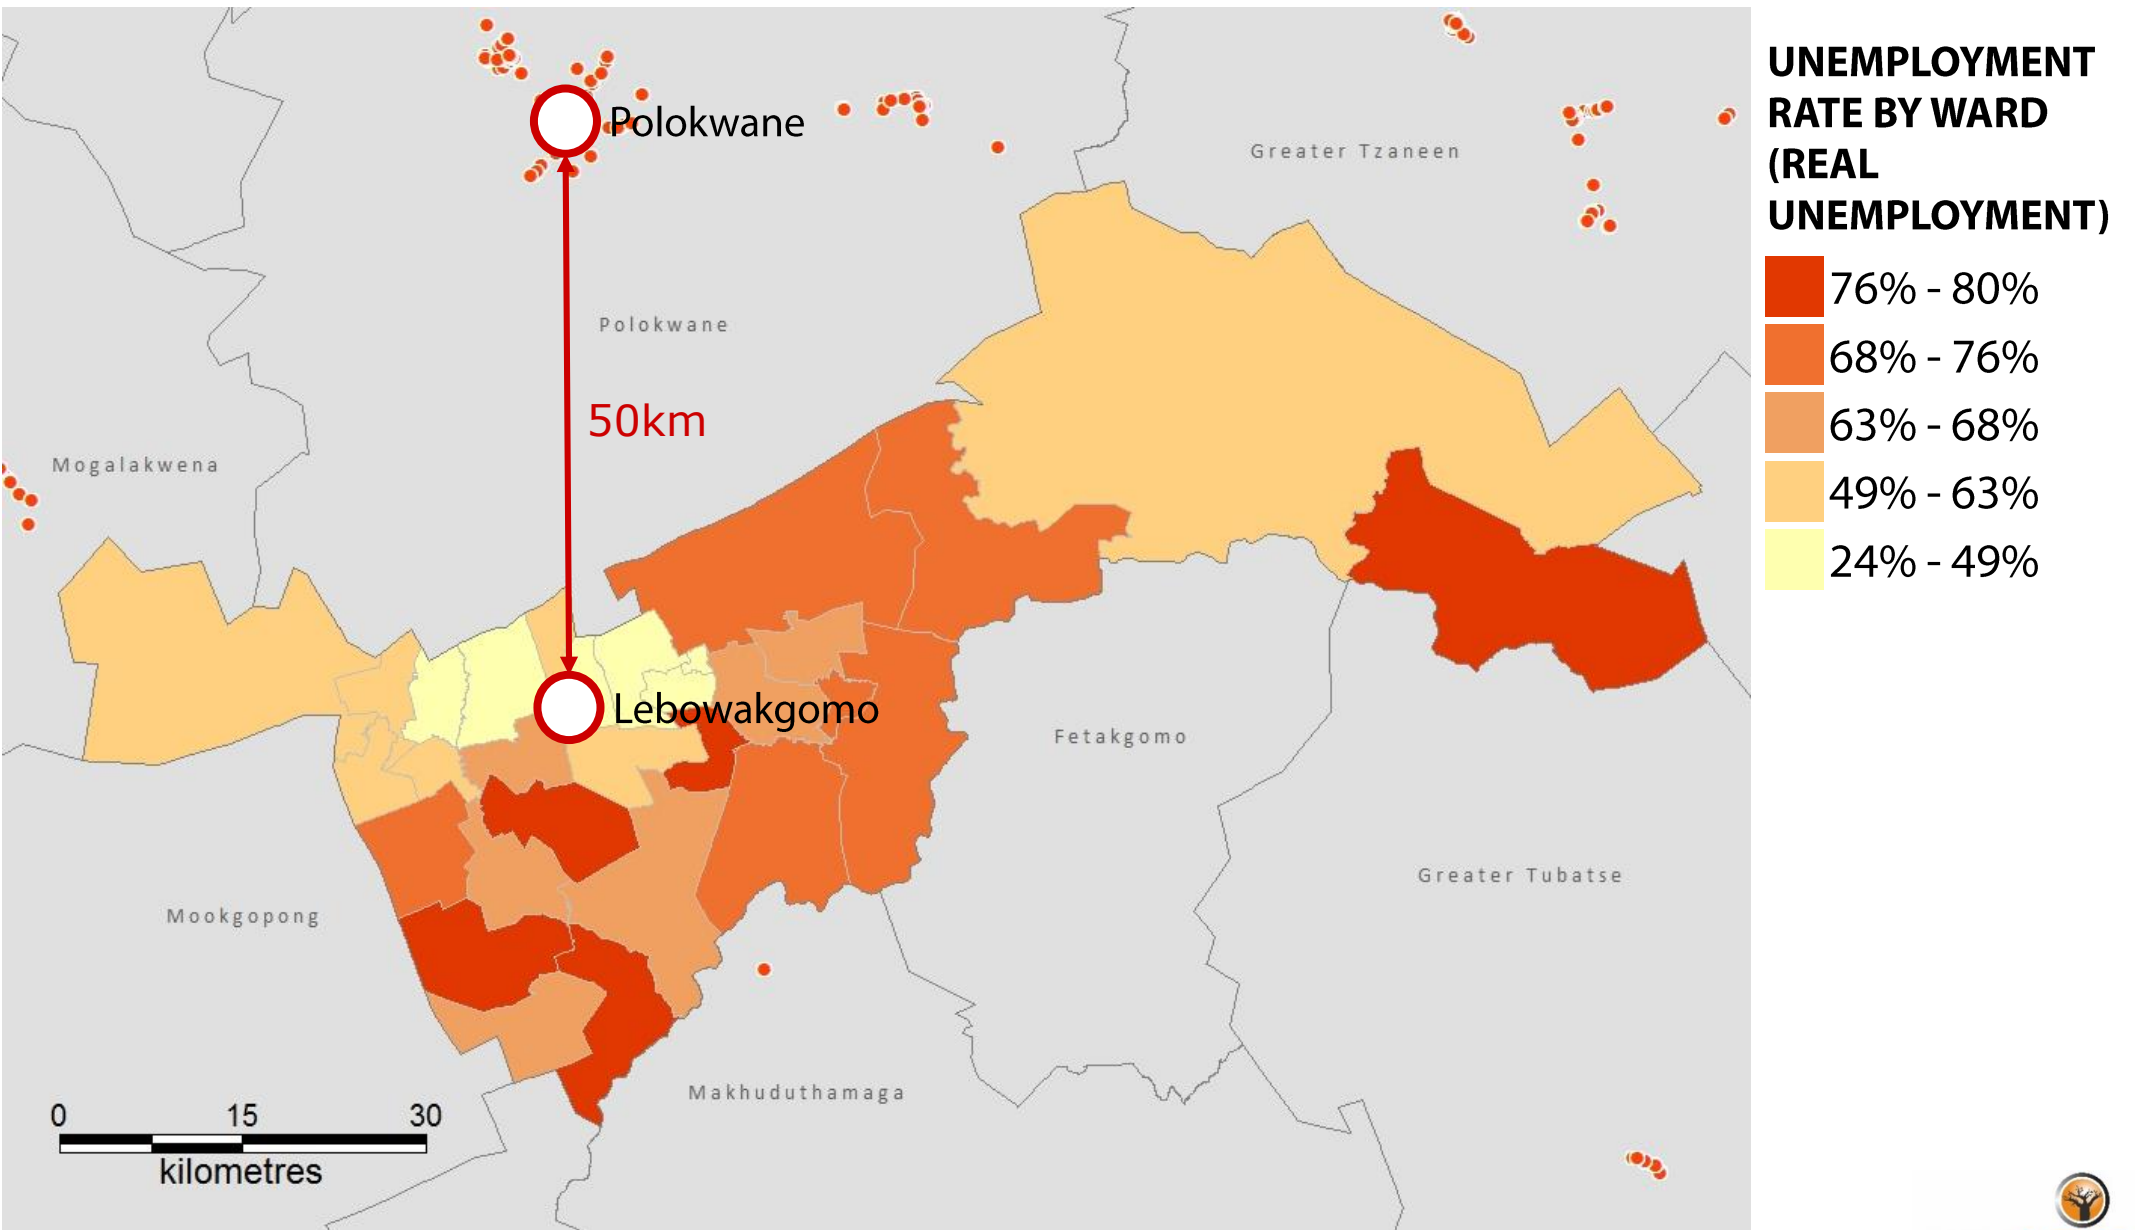 UNEMPLOYMENT
RATE BY WARD
(REAL
UNEMPLOYMENT)
76% - 80%
68% - 76%
63% - 68%
49% - 63%
24% - 49%
Polokwane
Greater Tzaneen
Polokwane
50km
Mogalakwena
Lebowakgomo
Fetakgomo
Greater Tubatse
Mookgopong
Makhuduthamaga
0 15 30
kilometres